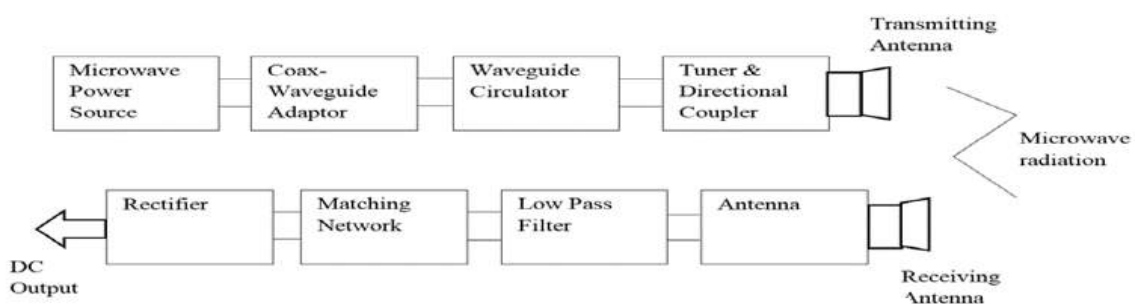 Transmitting
Antenna
Microwave
Power
Source
Coax-
Waveguide
Adaptor
Waveguide
Circulator
Tuner &
Directional
Coupler
Microwave
radiation
Rectifier
Matching
Network
Low Pass
Filter
Antenna
DC
Output
Receiving
Antenna